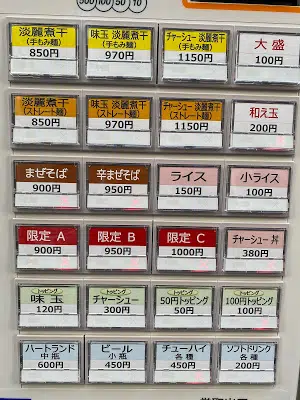 500 100 50 10
淡麗煮干
(手もみ麺)
850円
味玉 淡麗煮干
(手もみ麺)
970円
チャーシュー 淡麗煮干
(手もみ麺)
1150円
大盛
100円
淡麗煮干
(ストレート麺)
850円
味玉 淡麗煮干
(ストレート麺)
970円
チャーシュー 淡麗煮干
(ストレート麺)
1150円
和え玉
200円
まぜそば
900円
辛まぜそば
950円
ライス
150円
小ライス
100円
限定 A
900円
限定 B
950円
限定 C
1000円
チャーシュー丼
380円
トッピング
味玉
120円
トッピング
チャーシュー
300円
トッピング
50円トッピング
50円
トッピング
100円トッピング
100円
ハートランド
中瓶
600円
ビール
小瓶
450円
チューハイ
各種
450円
ソフトドリンク
各種
200円